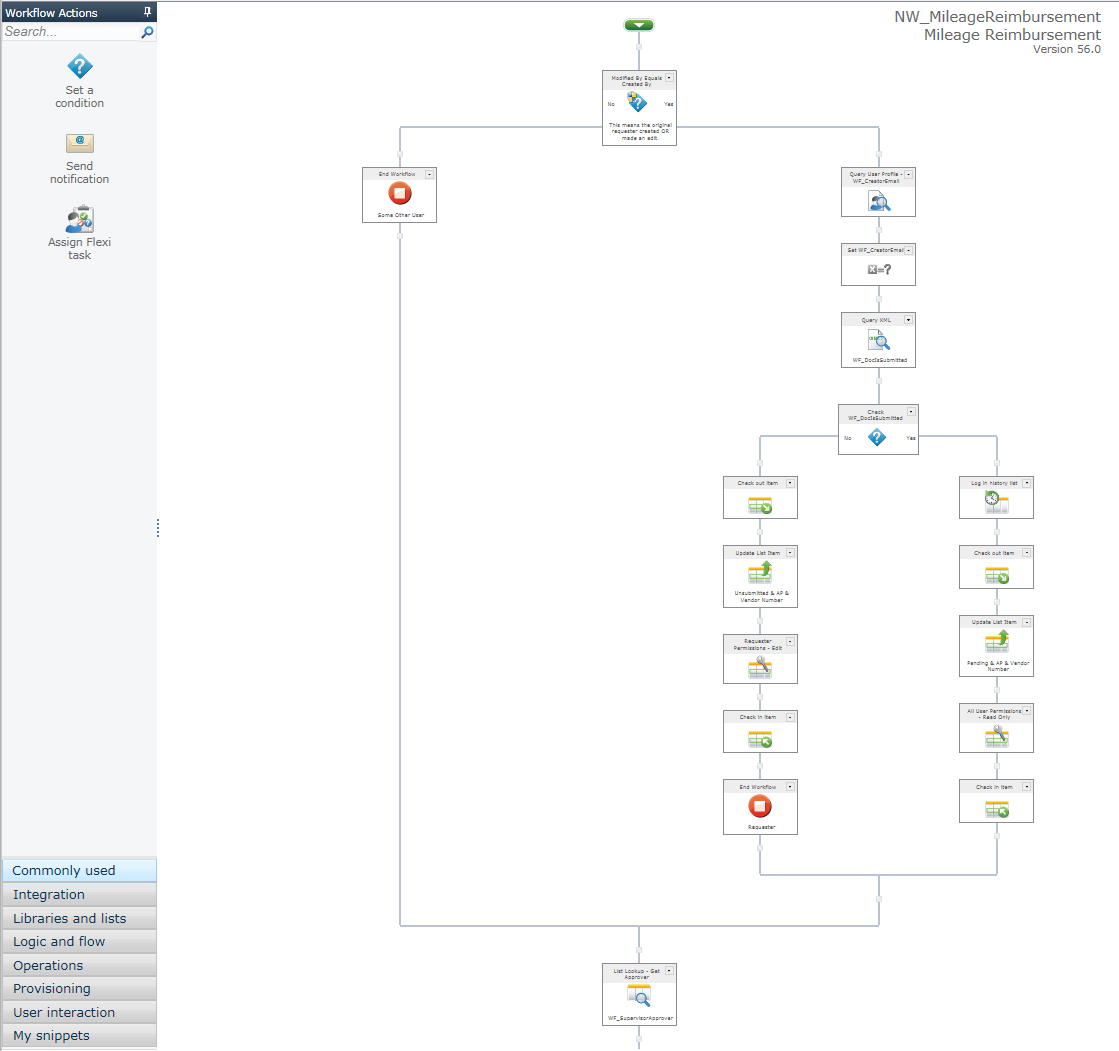 Workflow Actions
Search...
Set a
condition
Send
notification
Assign Flexi
task
Commonly used
Integration
Libraries and lists
Logic and flow
Operations
Provisioning
User interaction
My snippets
NW_MileageReimbursement
Mileage Reimbursement
Version 56.0
Modified By Equals
Created By
No
Yes
This means the original
requester created OR
made an edit.
End Workflow
Some Other User
Query User Profile -
WF_CreatorEmail
Set WF_CreatorEmail
Query XML
WF_DocIsSubmitted
Check
WF_DocIsSubmitted
No
Yes
Check out item
Update List Item
Unsubmitted & AP &
Vendor Number
Requester
Permissions - Edit
Check in item
End Workflow
Requester
Log in history list
Check out item
Update List Item
Pending & AP & Vendor
Number
All User Permissions
- Read Only
Check in item
List Lookup - Get
Approver
WF_SupervisorApprover